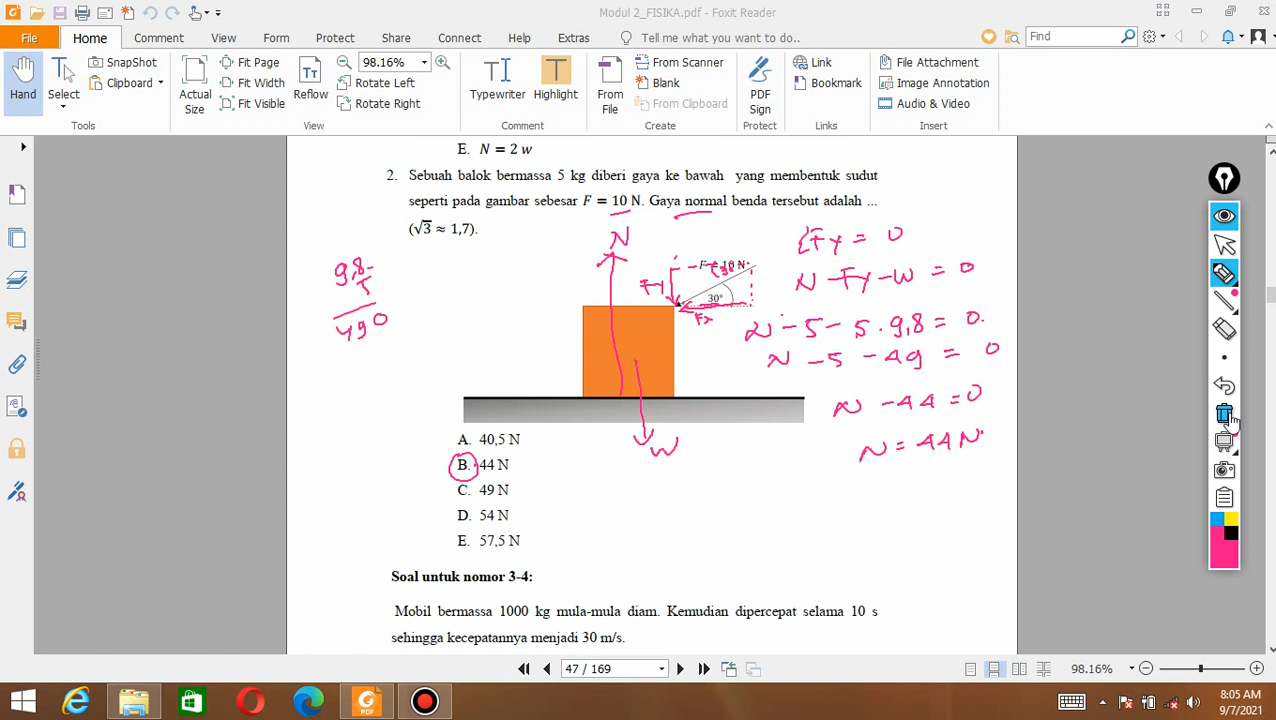 Modul 2_FISIKA.pdf - Foxit Reader
File Home Comment View Form Protect Share Connect Help Extras Tell me what you want to do.. Find
SnapShot Fit Page 98.16% From Scanner Link File Attachment
Clipboard Fit Width Rotate Left Blank Bookmark Image Annotation
Hand Select Actual Size Reflow Fit Visible Rotate Right Typewriter Highlight From File From Clipboard PDF Sign Audio & Video
Tools View Comment Create Protect Links Insert
E. N = 2 w
2. Sebuah balok bermassa 5 kg diberi gaya ke bawah yang membentuk sudut
seperti pada gambar sebesar F = 10 N. Gaya normal benda tersebut adalah ...
(√3 ≈ 1,7).
N
F = 10 N
30°
Fy
Fx
W
9,8
5
490
ΣFy = 0
N - Fy - W = 0
N - 5 - 5 . 9,8 = 0.
N - 5 - 49 = 0
N - 44 = 0
N = 44 N
A. 40,5 N
B. 44 N
C. 49 N
D. 54 N
E. 57,5 N
Soal untuk nomor 3-4:
Mobil bermassa 1000 kg mula-mula diam. Kemudian dipercepat selama 10 s
sehingga kecepatannya menjadi 30 m/s.
47 / 169 98.16%
8:05 AM
9/7/2021